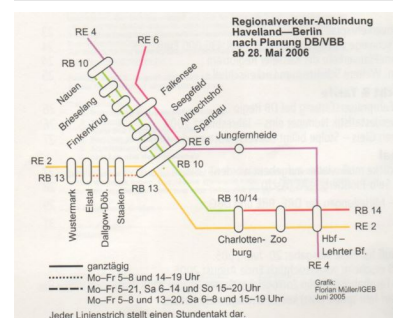 Regionalverkehr-Anbindung
Havelland—Berlin
nach Planung DB/VBB
ab 28. Mai 2006
RE 4
RE 6
RB 10
Nauen
Brieselang
Finkenkrug
Falkensee
Seegefeld
Albrechtshof
Spandau
Jungfernheide
RE 6
RB 10
RE 2
RB 13
RB 13
Wustermark
Elstal
Dallgow-Döb.
Staaken
RB 10/14
RB 14
RE 2
Charlotten-
burg
Zoo
Hbf –
Lehrter Bf.
RE 4
ganztägig
Mo–Fr 5–8 und 14–19 Uhr
Mo–Fr 5–21, Sa 6–14 und So 15–20 Uhr
Mo–Fr 5–8 und 13–20, Sa 6–8 und 15–19 Uhr
Jeder Linienstrich stellt einen Stundentakt dar.
Grafik:
Florian Müller/IGEB
Juni 2005